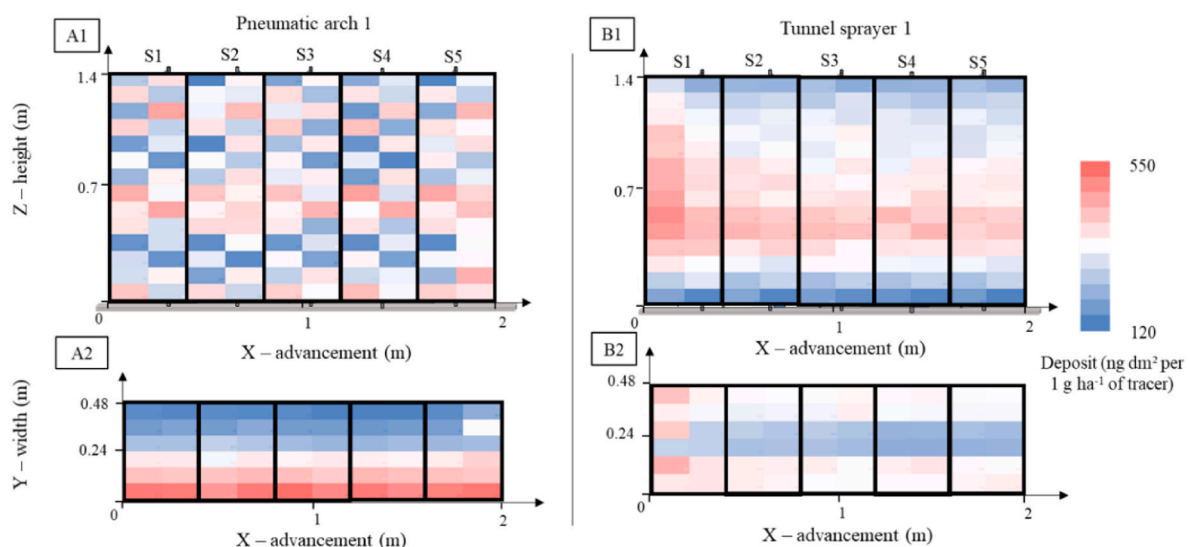 Pneumatic arch 1
A1
S1 S2 S3 S4 S5
Z – height (m)
1.4
0.7
0
1
2
X – advancement (m)
A2
Y – width (m)
0.48
0.24
0
1
2
X – advancement (m)
Tunnel sprayer 1
B1
S1 S2 S3 S4 S5
1.4
0.7
0
1
2
X – advancement (m)
B2
0.48
0.24
0
1
2
X – advancement (m)
550
120
Deposit (ng dm² per
1 g ha⁻¹ of tracer)